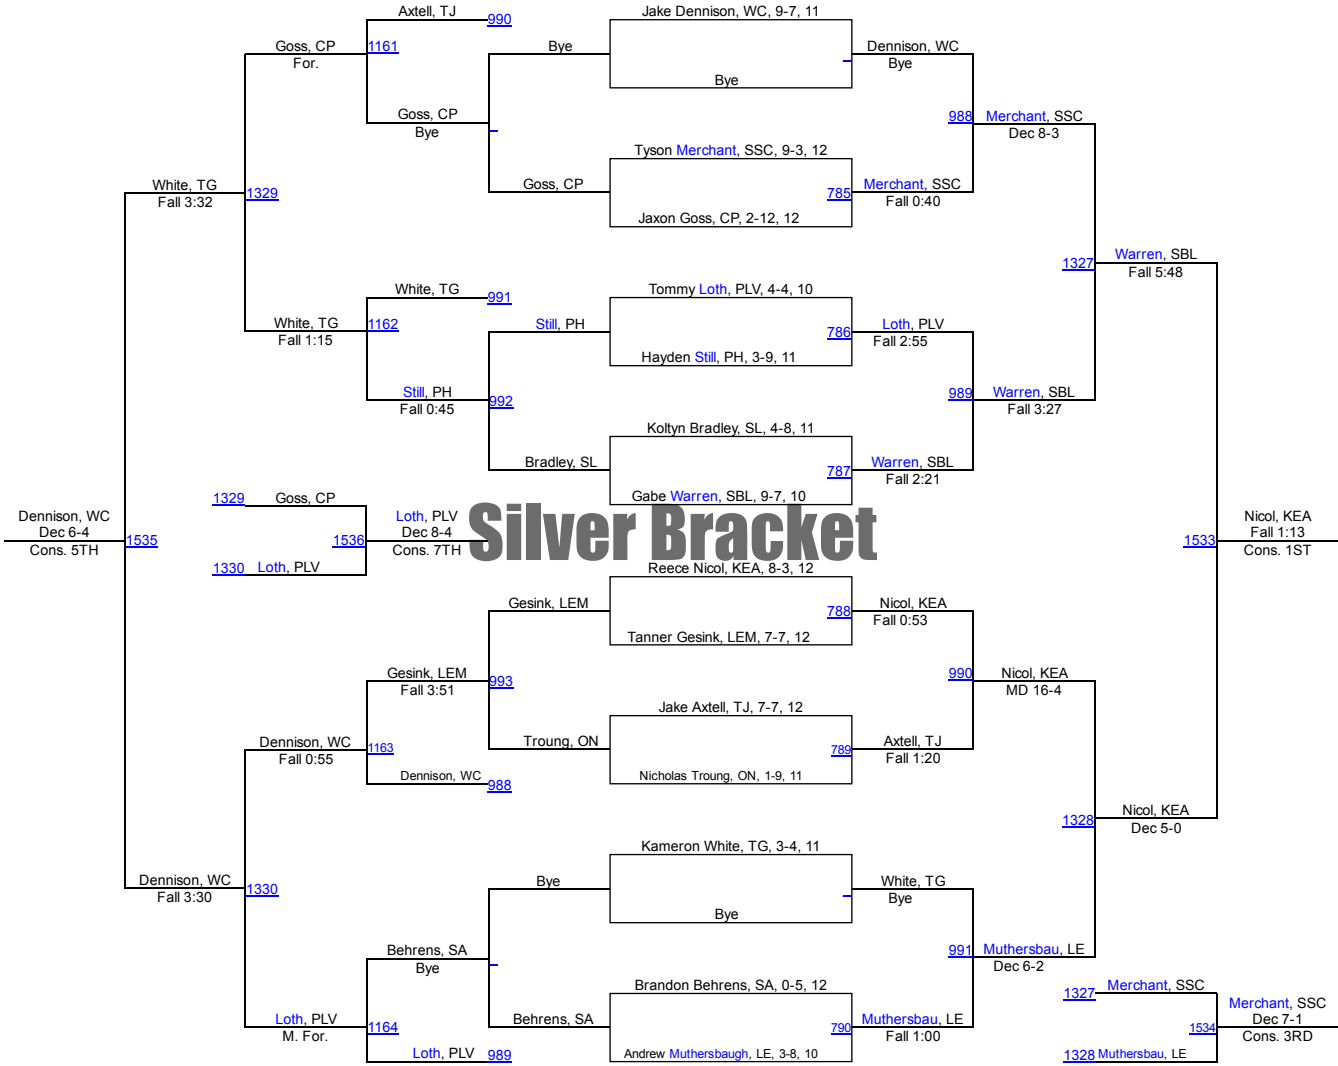 Axtell, TJ
990
Jake Dennison, WC, 9-7, 11
Goss, CP
1161
Bye
Dennison, WC
For.
Bye
Bye
Goss, CP
988
Merchant, SSC
Bye
Dec 8-3
Tyson Merchant, SSC, 9-3, 12
White, TG
1329
Goss, CP
785
Merchant, SSC
Fall 3:32
Fall 0:40
Jaxon Goss, CP, 2-12, 12
1327
Warren, SBL
Fall 5:48
White, TG
991
Tommy Loth, PLV, 4-4, 10
White, TG
1162
Still, PH
786
Loth, PLV
Fall 1:15
Fall 2:55
Hayden Still, PH, 3-9, 11
Still, PH
992
989
Warren, SBL
Fall 0:45
Fall 3:27
Koltyn Bradley, SL, 4-8, 11
Bradley, SL
787
Warren, SBL
Fall 2:21
Gabe Warren, SBL, 9-7, 10
1329
Goss, CP
Dennison, WC
Dec 6-4
Cons. 5TH
1535
1536
Loth, PLV
Dec 8-4
Cons. 7TH
Silver Bracket
1533
Nicol, KEA
Fall 1:13
Cons. 1ST
1330
Loth, PLV
Reece Nicol, KEA, 8-3, 12
Gesink, LEM
788
Nicol, KEA
Fall 0:53
Tanner Gesink, LEM, 7-7, 12
Gesink, LEM
993
990
Nicol, KEA
Fall 3:51
MD 16-4
Jake Axtell, TJ, 7-7, 12
Dennison, WC
1163
Troung, ON
789
Axtell, TJ
Fall 0:55
Fall 1:20
Dennison, WC
988
Nicholas Troung, ON, 1-9, 11
1328
Nicol, KEA
Dec 5-0
Kameron White, TG, 3-4, 11
Dennison, WC
1330
Bye
White, TG
Fall 3:30
Bye
Bye
Behrens, SA
991
Muthersbau, LE
Bye
Dec 6-2
Brandon Behrens, SA, 0-5, 12
1327
Merchant, SSC
Loth, PLV
1164
Behrens, SA
790
Muthersbau, LE
M. For.
Fall 1:00
1534
Merchant, SSC
Dec 7-1
Cons. 3RD
Loth, PLV
989
Andrew Muthersbaugh, LE, 3-8, 10
1328
Muthersbau, LE